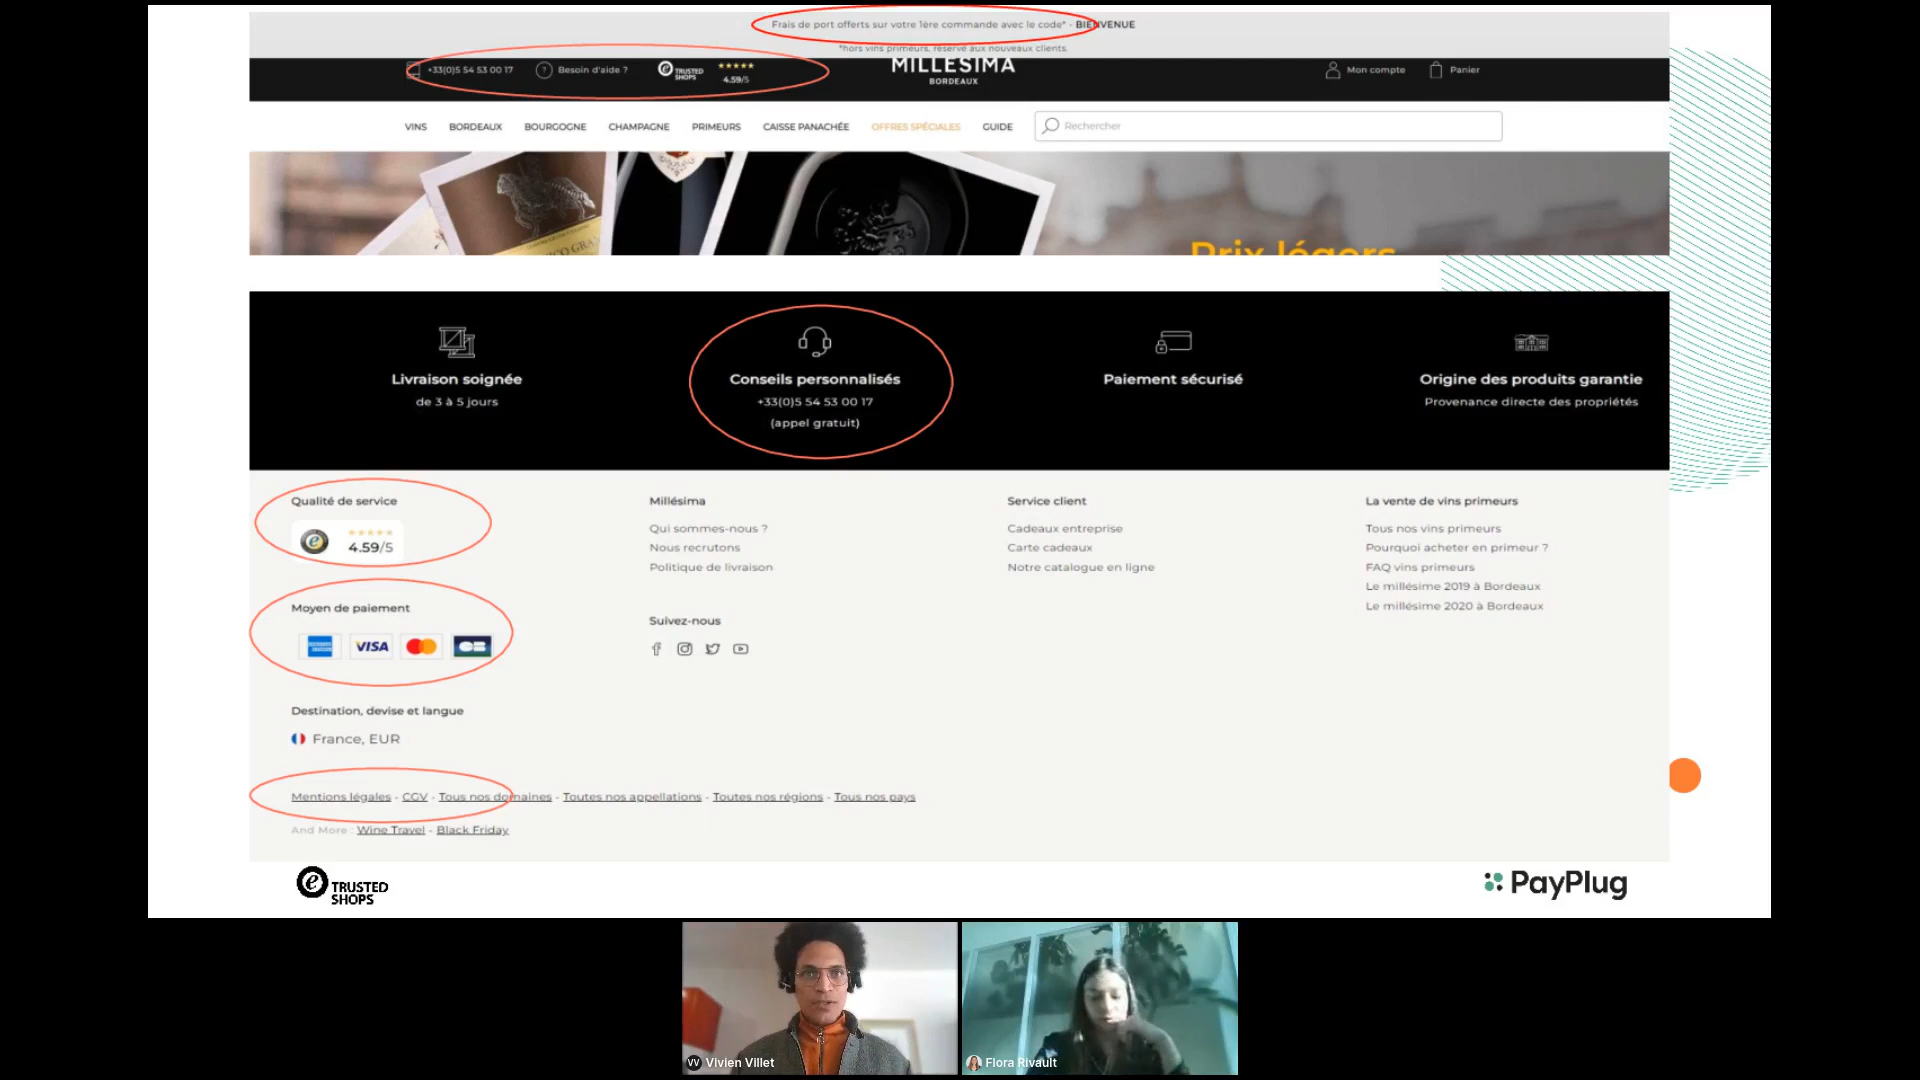 Frais de port offerts sur votre 1ère commande avec le code* - BIENVENUE
*hors vins primeurs, réservé aux nouveaux clients.
+33(0)5 54 53 00 17
Besoin d'aide ?
TRUSTED SHOPS
4.59/5
MILLESIMA
BORDEAUX
Mon compte
Panier
VINS BORDEAUX BOURGOGNE CHAMPAGNE PRIMEURS CAISSE PANACHÉE OFFRES SPÉCIALES GUIDE
Rechercher
Prix légers
Livraison soignée
de 3 à 5 jours
Conseils personnalisés
+33(0)5 54 53 00 17
(appel gratuit)
Paiement sécurisé
Origine des produits garantie
Provenance directe des propriétés
Qualité de service
4.59/5
Moyen de paiement
VISA
CB
Destination, devise et langue
France, EUR
Millésima
Qui sommes-nous ?
Nous recrutons
Politique de livraison
Suivez-nous
Service client
Cadeaux entreprise
Carte cadeaux
Notre catalogue en ligne
La vente de vins primeurs
Tous nos vins primeurs
Pourquoi acheter en primeur ?
FAQ vins primeurs
Le millésime 2019 à Bordeaux
Le millésime 2020 à Bordeaux
Mentions légales - CGV - Tous nos domaines - Toutes nos appellations - Toutes nos régions - Tous nos pays
And More : Wine Travel - Black Friday
TRUSTED
SHOPS
PayPlug
VV Vivien Villet
Flora Rivault